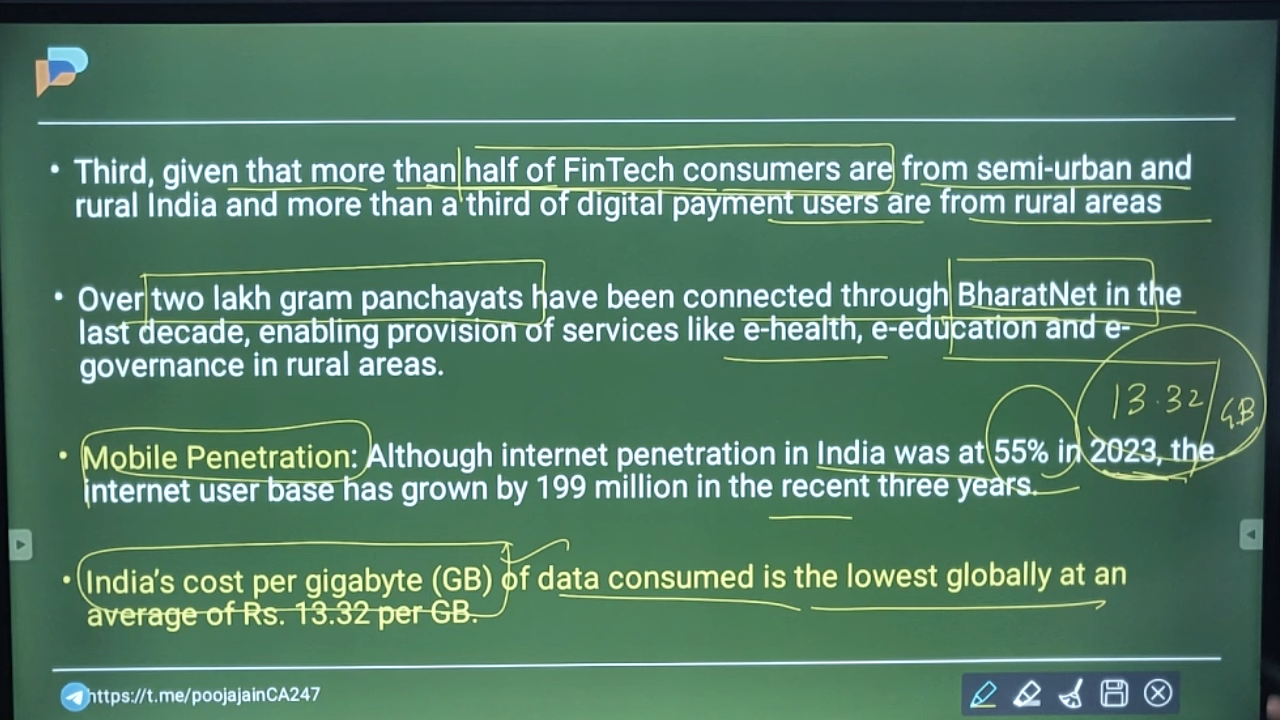 • Third, given that more than half of FinTech consumers are from semi-urban and
rural India and more than a third of digital payment users are from rural areas
• Over two lakh gram panchayats have been connected through BharatNet in the
last decade, enabling provision of services like e-health, e-education and e-
governance in rural areas.
13.32/GB
• Mobile Penetration: Although internet penetration in India was at 55% in 2023, the
internet user base has grown by 199 million in the recent three years.
• India's cost per gigabyte (GB) of data consumed is the lowest globally at an
average of Rs. 13.32 per GB.
https://t.me/poojajainCA247